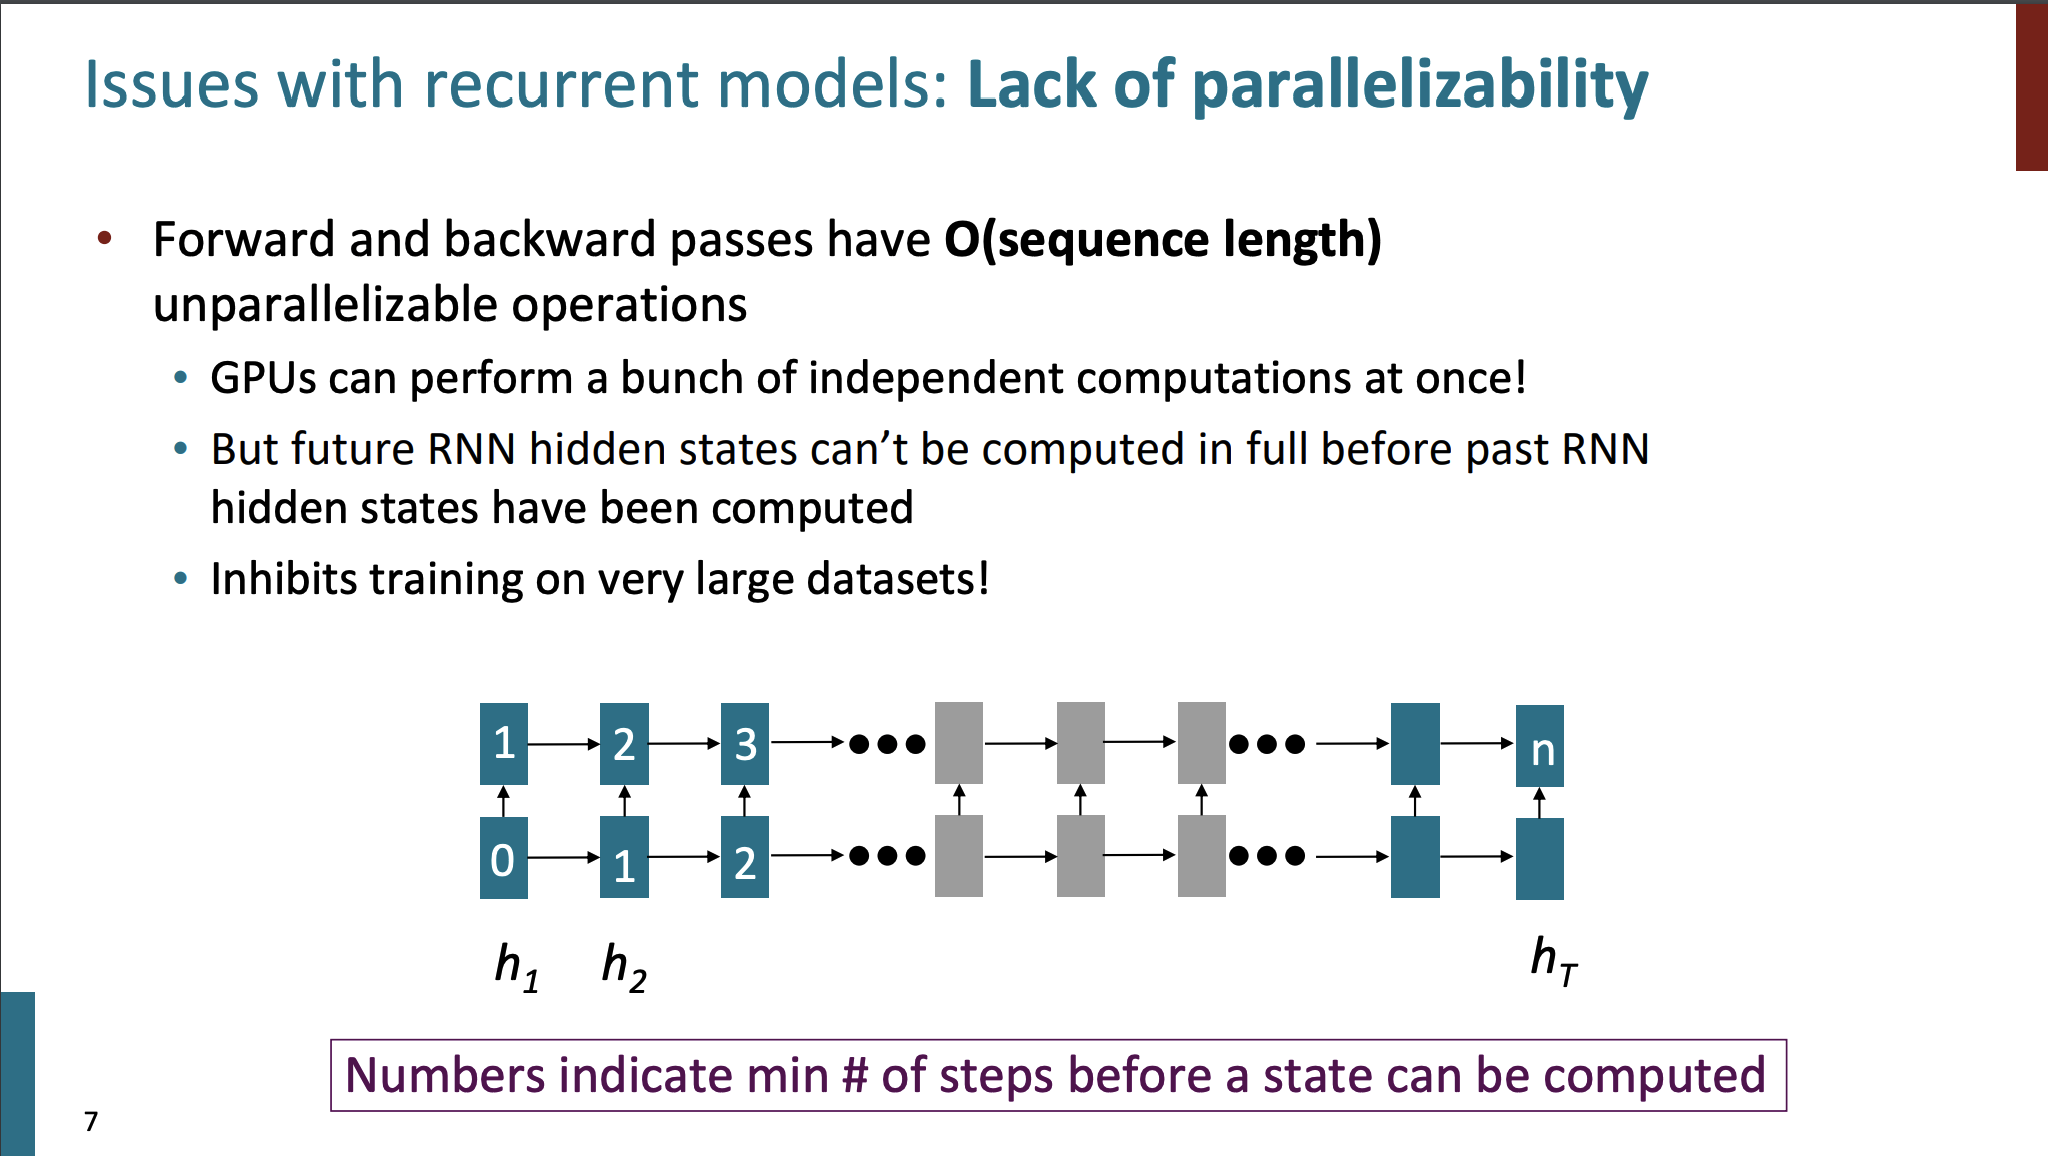 Issues with recurrent models: Lack of parallelizability
• Forward and backward passes have O(sequence length)
unparallelizable operations
• GPUs can perform a bunch of independent computations at once!
• But future RNN hidden states can’t be computed in full before past RNN
hidden states have been computed
• Inhibits training on very large datasets!
1 2 3 n
0 1 2
h1 h2 hT
Numbers indicate min # of steps before a state can be computed
7